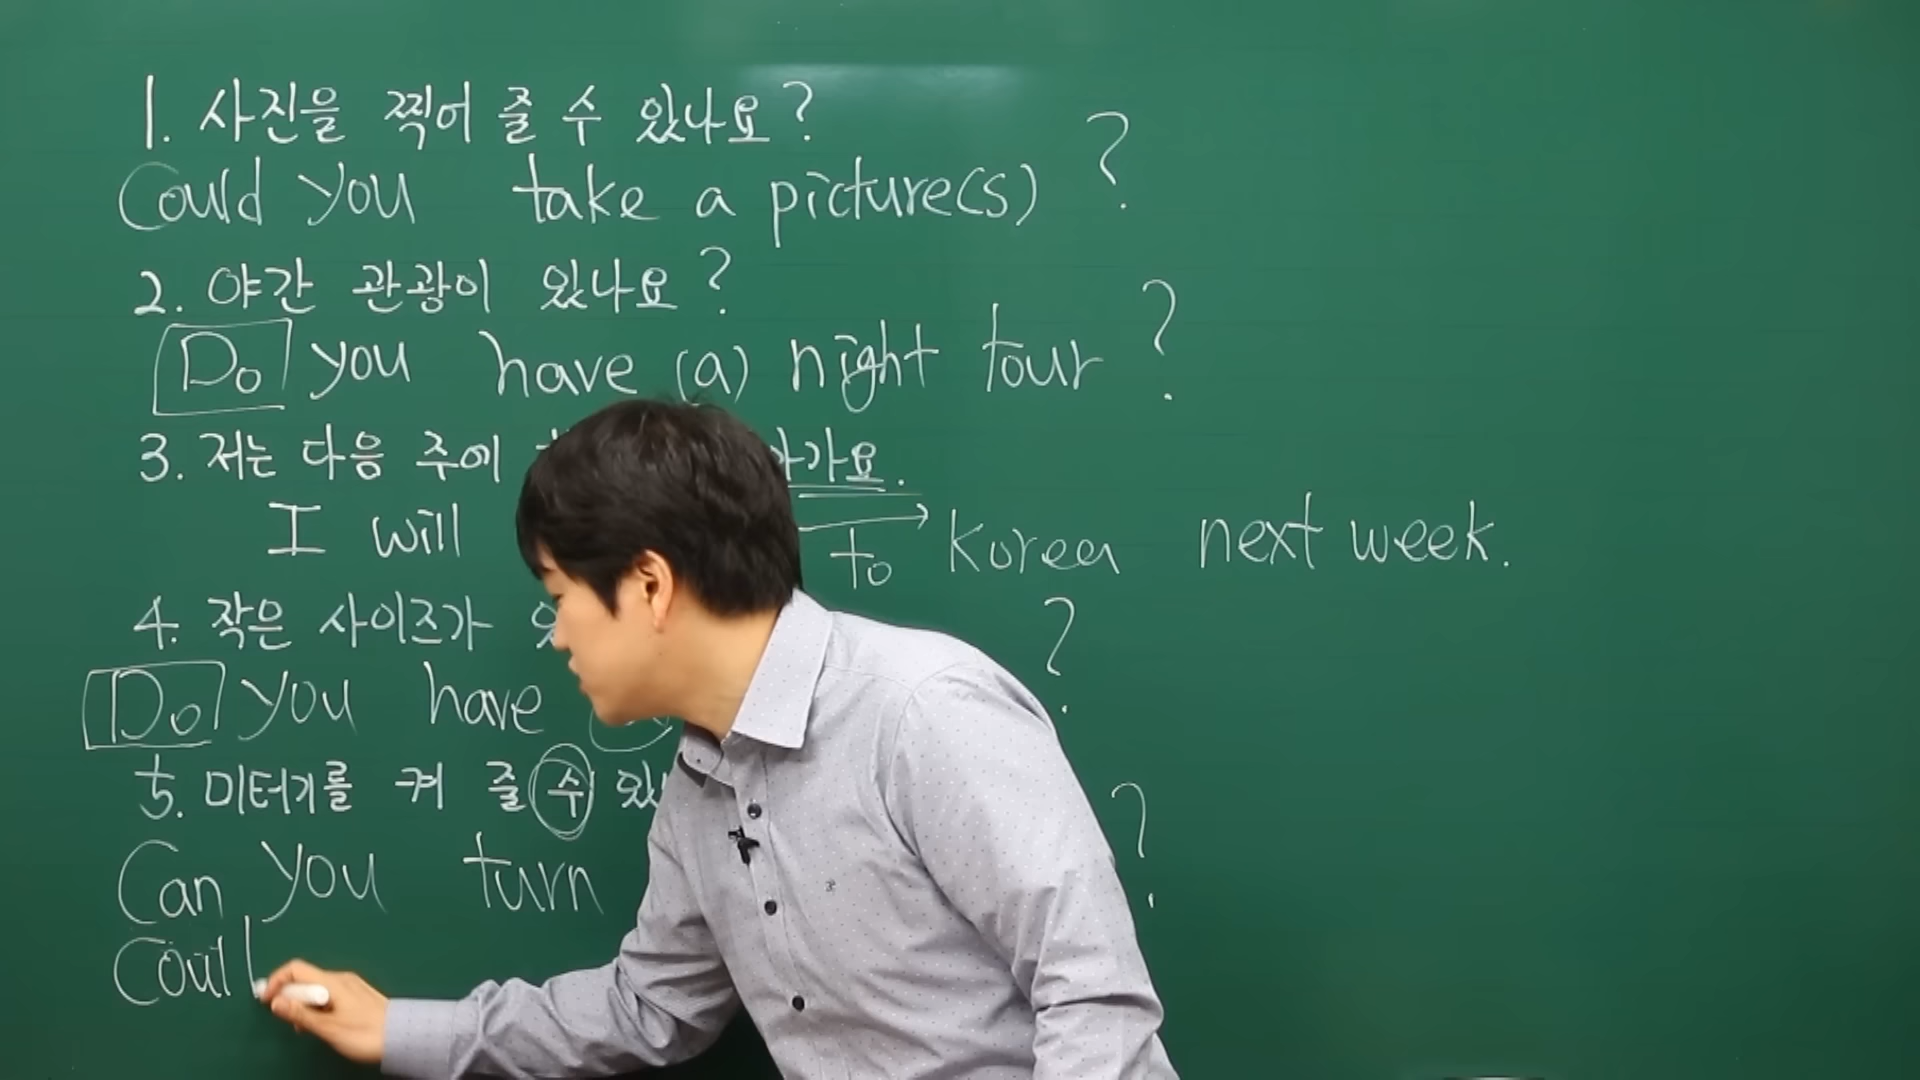 1. 사진을 찍어 줄 수 있나요?
Could you take a picture(s) ?
2. 야간 관광이 있나요?
Do you have (a) night tour ?
3. 저는 다음 주에 아가요.
I will to Korea next week.
4. 작은 사이즈가 ?
Do you have
5. 미터기를 켜 줄 수 있
Can you turn ?